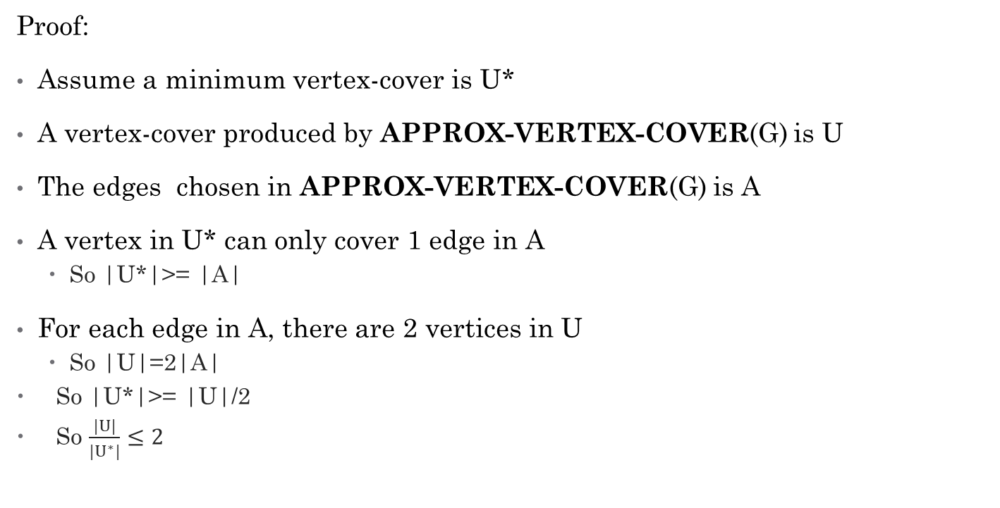 Proof:
• Assume a minimum vertex-cover is U*
• A vertex-cover produced by APPROX-VERTEX-COVER(G) is U
• The edges  chosen in APPROX-VERTEX-COVER(G) is A
• A vertex in U* can only cover 1 edge in A
• So |U*|>= |A|
• For each edge in A, there are 2 vertices in U
• So |U|=2|A|
• So |U*|>= |U|/2
• So |U|/|U*| ≤ 2